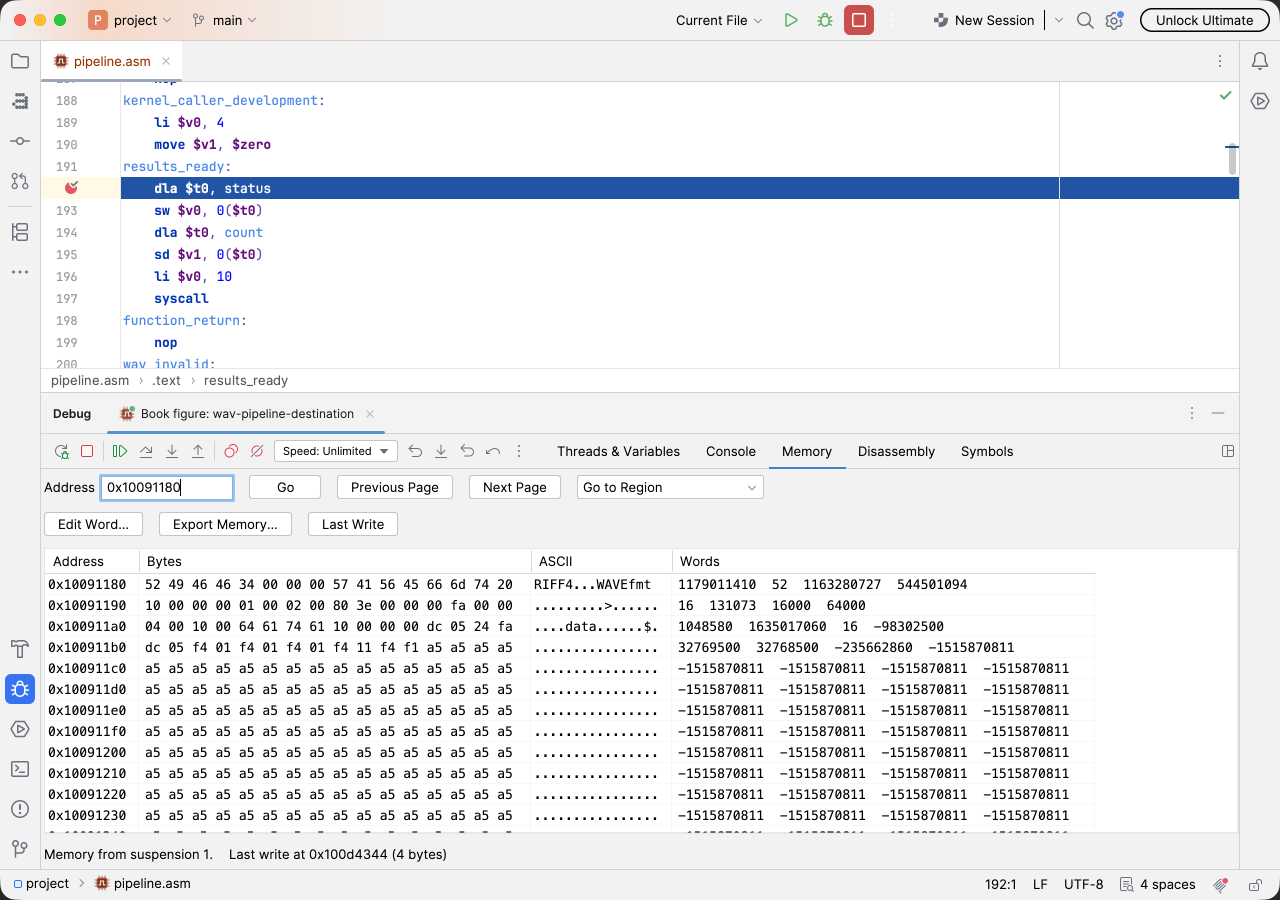 P project main Current File New Session Unlock Ultimate
pipeline.asm
nop
188 kernel_caller_development:
189 li $v0, 4
190 move $v1, $zero
191 results_ready:
dla $t0, status
193 sw $v0, 0($t0)
194 dla $t0, count
195 sd $v1, 0($t0)
196 li $v0, 10
197 syscall
198 function_return:
199 nop
200 wav_invalid:
pipeline.asm › .text › results_ready
Debug Book figure: wav-pipeline-destination
Speed: Unlimited Threads & Variables Console Memory Disassembly Symbols
Address 0x10091180 Go Previous Page Next Page Go to Region
Edit Word... Export Memory... Last Write
Address Bytes ASCII Words
0x10091180 52 49 46 46 34 00 00 00 57 41 56 45 66 6d 74 20 RIFF4...WAVEfmt 1179011410 52 1163280727 544501094
0x10091190 10 00 00 00 01 00 02 00 80 3e 00 00 00 fa 00 00 .........>...... 16 131073 16000 64000
0x100911a0 04 00 10 00 64 61 74 61 10 00 00 00 dc 05 24 fa ....data......$. 1048580 1635017060 16 -98302500
0x100911b0 dc 05 f4 01 f4 01 f4 01 f4 11 f4 f1 a5 a5 a5 a5 ................ 32769500 32768500 -235662860 -1515870811
0x100911c0 a5 a5 a5 a5 a5 a5 a5 a5 a5 a5 a5 a5 a5 a5 a5 a5 ................ -1515870811 -1515870811 -1515870811 -1515870811
0x100911d0 a5 a5 a5 a5 a5 a5 a5 a5 a5 a5 a5 a5 a5 a5 a5 a5 ................ -1515870811 -1515870811 -1515870811 -1515870811
0x100911e0 a5 a5 a5 a5 a5 a5 a5 a5 a5 a5 a5 a5 a5 a5 a5 a5 ................ -1515870811 -1515870811 -1515870811 -1515870811
0x100911f0 a5 a5 a5 a5 a5 a5 a5 a5 a5 a5 a5 a5 a5 a5 a5 a5 ................ -1515870811 -1515870811 -1515870811 -1515870811
0x10091200 a5 a5 a5 a5 a5 a5 a5 a5 a5 a5 a5 a5 a5 a5 a5 a5 ................ -1515870811 -1515870811 -1515870811 -1515870811
0x10091210 a5 a5 a5 a5 a5 a5 a5 a5 a5 a5 a5 a5 a5 a5 a5 a5 ................ -1515870811 -1515870811 -1515870811 -1515870811
0x10091220 a5 a5 a5 a5 a5 a5 a5 a5 a5 a5 a5 a5 a5 a5 a5 a5 ................ -1515870811 -1515870811 -1515870811 -1515870811
0x10091230 a5 a5 a5 a5 a5 a5 a5 a5 a5 a5 a5 a5 a5 a5 a5 a5 ................ -1515870811 -1515870811 -1515870811 -1515870811
Memory from suspension 1. Last write at 0x100d4344 (4 bytes)
project › pipeline.asm 192:1 LF UTF-8 4 spaces